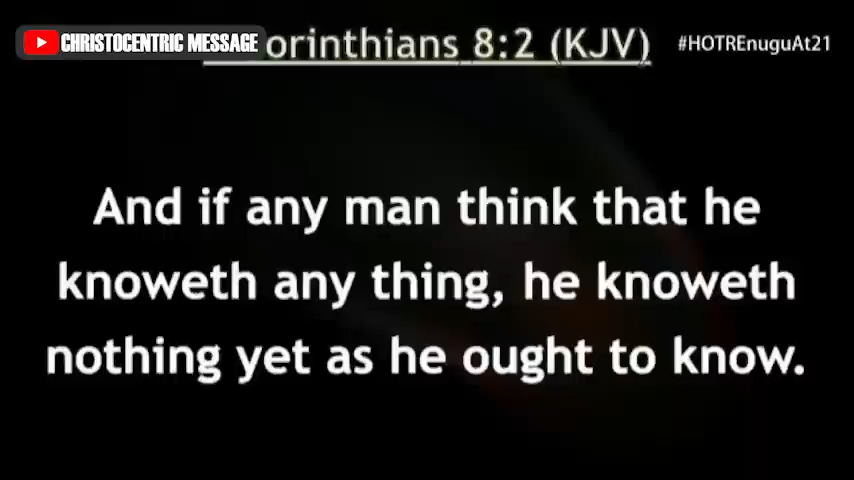 CHRISTOCENTRIC MESSAGE
orinthians 8:2 (KJV)
#HOTREnuguAt21
And if any man think that he
knoweth any thing, he knoweth
nothing yet as he ought to know.